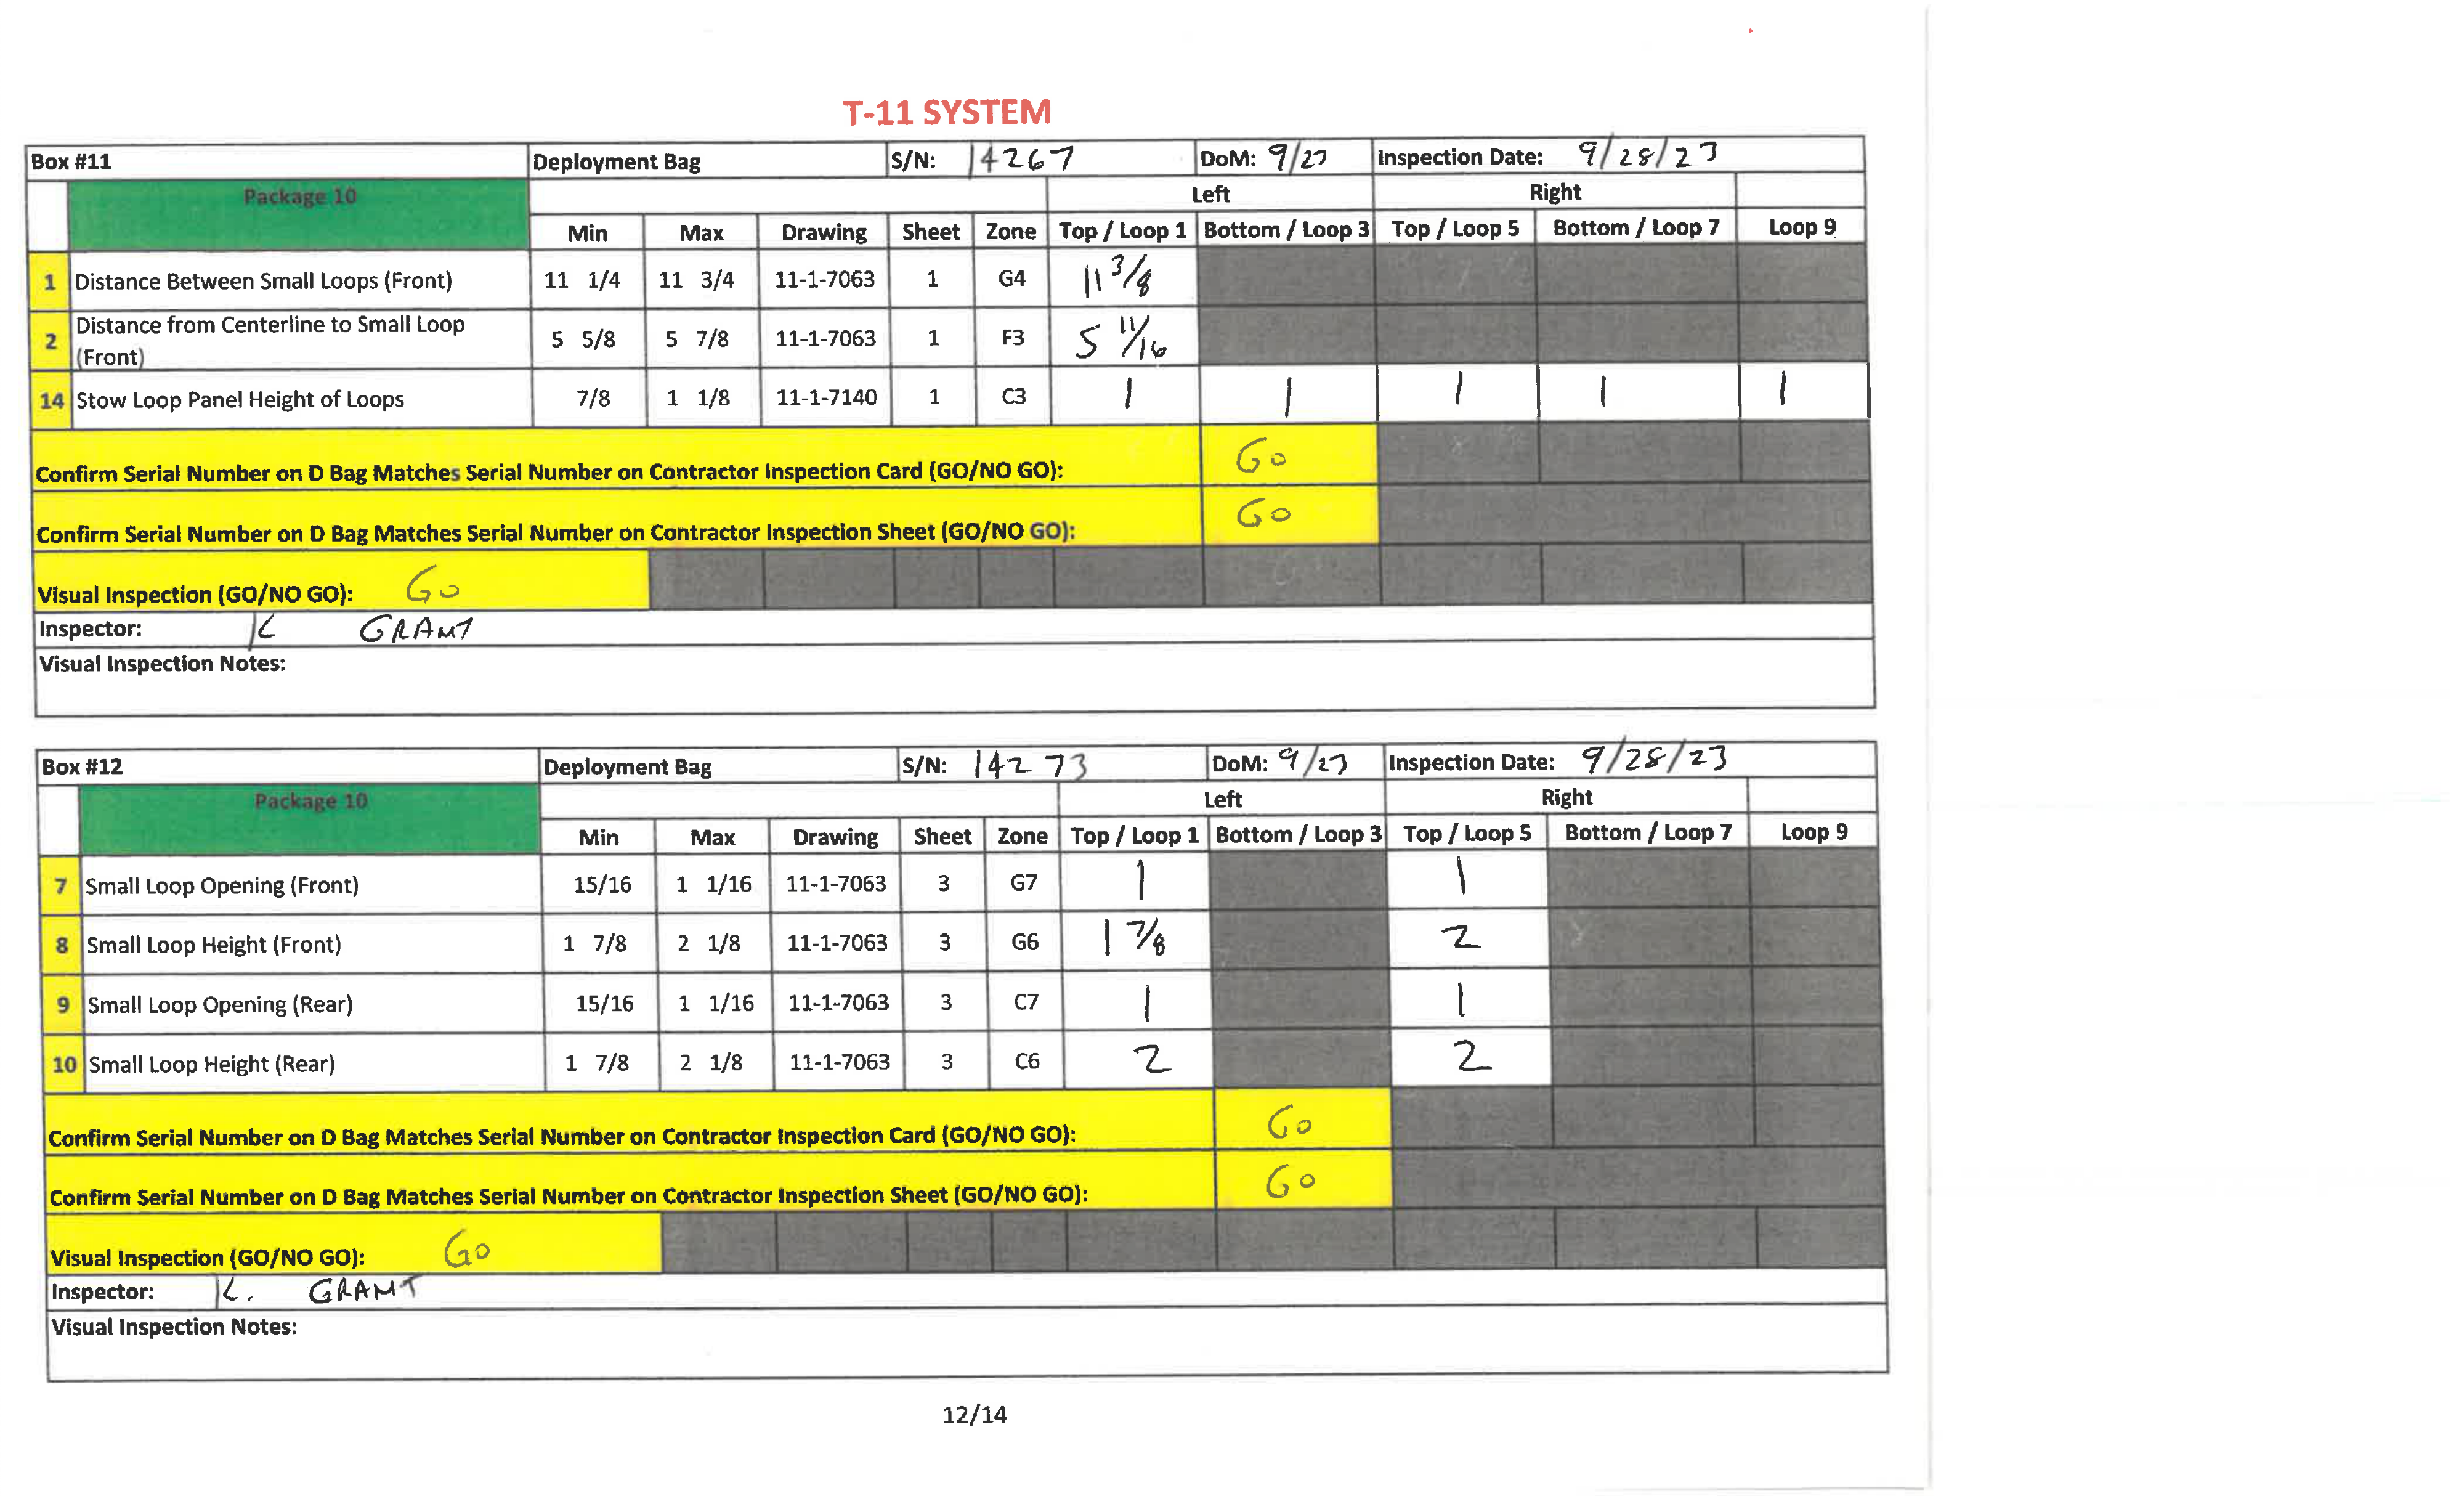 T-11 SYSTEM
Box #11 Deployment Bag S/N: 14267 DoM: 9/23 Inspection Date: 9/28/23
Package 10 Left Right
Min Max Drawing Sheet Zone Top / Loop 1 Bottom / Loop 3 Top / Loop 5 Bottom / Loop 7 Loop 9
1 Distance Between Small Loops (Front) 11 1/4 11 3/4 11-1-7063 1 G4 11 3/8
2 Distance from Centerline to Small Loop
(Front) 5 5/8 5 7/8 11-1-7063 1 F3 5 11/16
14 Stow Loop Panel Height of Loops 7/8 1 1/8 11-1-7140 1 C3 1 1 1 1 1
Confirm Serial Number on D Bag Matches Serial Number on Contractor Inspection Card (GO/NO GO): Go
Confirm Serial Number on D Bag Matches Serial Number on Contractor Inspection Sheet (GO/NO GO): Go
Visual Inspection (GO/NO GO): Go
Inspector: K GRANT
Visual Inspection Notes:
Box #12 Deployment Bag S/N: 14273 DoM: 9/23 Inspection Date: 9/28/23
Package 10 Left Right
Min Max Drawing Sheet Zone Top / Loop 1 Bottom / Loop 3 Top / Loop 5 Bottom / Loop 7 Loop 9
7 Small Loop Opening (Front) 15/16 1 1/16 11-1-7063 3 G7 1 1
8 Small Loop Height (Front) 1 7/8 2 1/8 11-1-7063 3 G6 1 7/8 2
9 Small Loop Opening (Rear) 15/16 1 1/16 11-1-7063 3 C7 1 1
10 Small Loop Height (Rear) 1 7/8 2 1/8 11-1-7063 3 C6 2 2
Confirm Serial Number on D Bag Matches Serial Number on Contractor Inspection Card (GO/NO GO): Go
Confirm Serial Number on D Bag Matches Serial Number on Contractor Inspection Sheet (GO/NO GO): Go
Visual Inspection (GO/NO GO): Go
Inspector: K. GRANT
Visual Inspection Notes:
12/14